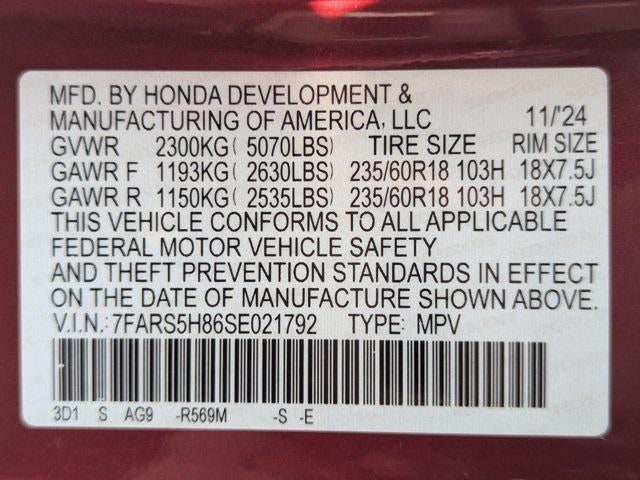 MFD. BY HONDA DEVELOPMENT &
MANUFACTURING OF AMERICA, LLC 11/'24
GVWR 2300KG( 5070LBS) TIRE SIZE RIM SIZE
GAWR F 1193KG( 2630LBS) 235/60R18 103H 18X7.5J
GAWR R 1150KG( 2535LBS) 235/60R18 103H 18X7.5J
THIS VEHICLE CONFORMS TO ALL APPLICABLE
FEDERAL MOTOR VEHICLE SAFETY
AND THEFT PREVENTION STANDARDS IN EFFECT
ON THE DATE OF MANUFACTURE SHOWN ABOVE.
V.I.N.:7FARS5H86SE021792 TYPE: MPV
3D1 S AG9 -R569M -S -E